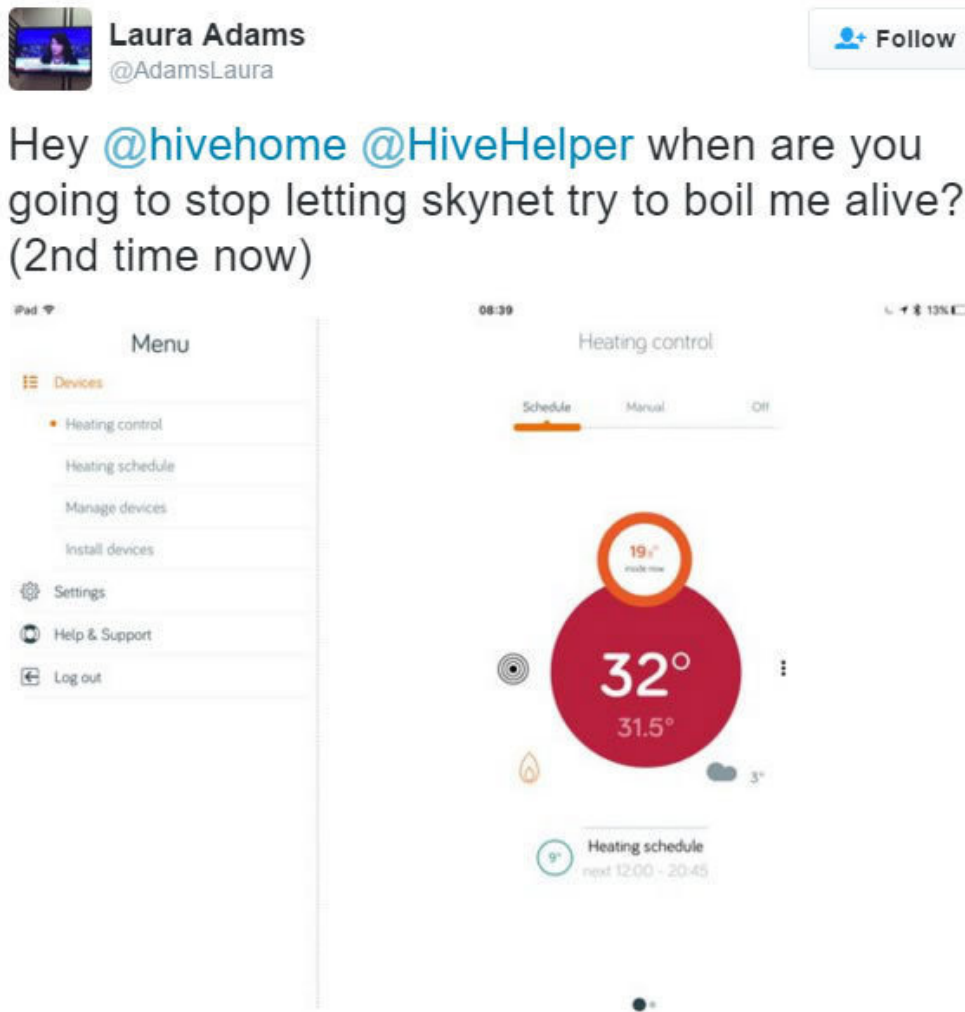 Laura Adams
@AdamsLaura
Follow
Hey @hivehome @HiveHelper when are you
going to stop letting skynet try to boil me alive?
(2nd time now)
iPad
08:39
13%
Menu
Heating control
Devices
Schedule Manual Off
Heating control
Heating schedule
Manage devices
Install devices
Settings
Help & Support
Log out
inside now
32°
31.5°
3°
9°
Heating schedule
next 12:00 - 20:45